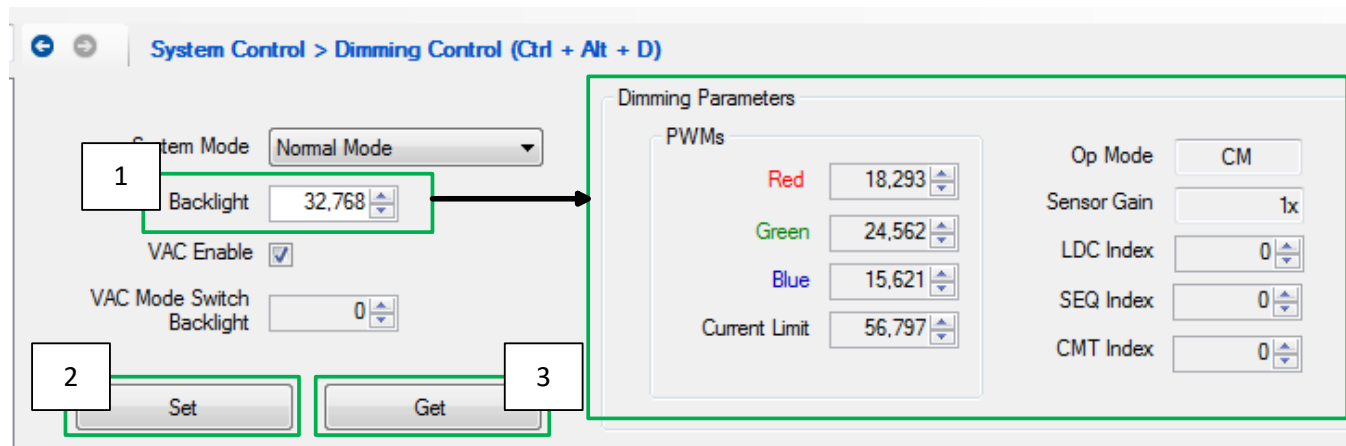 System Control > Dimming Control (Ctrl + Alt + D)
1
tem Mode Normal Mode
Backlight 32,768
VAC Enable
VAC Mode Switch
Backlight 0
2
Set
Get
3
Dimming Parameters
PWMs
Red 18,293
Green 24,562
Blue 15,621
Current Limit 56,797
Op Mode CM
Sensor Gain 1x
LDC Index 0
SEQ Index 0
CMT Index 0